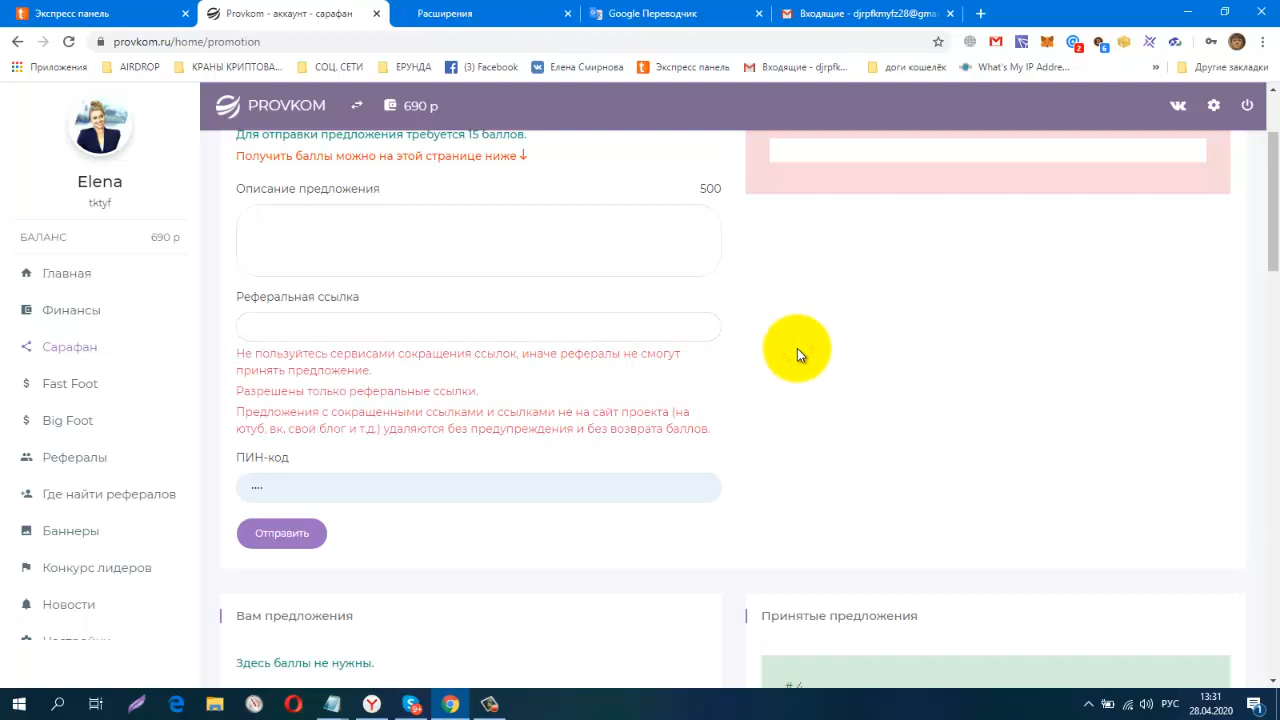 Экспресс панель
Provkom - аккаунт - сарафан
Расширения
Google Переводчик
Входящие - djrpfkmyfz28@gma
provkom.ru/home/promotion
2
6
Приложения
AIRDROP
КРАНЫ КРИПТОВА...
СОЦ. СЕТИ
ЕРУНДА
(3) Facebook
Елена Смирнова
Экспресс панель
Входящие - djrpfk...
доги кошелёк
What's My IP Addre...
»
Другие закладки
PROVKOM
690 р
Elena
tktyf
БАЛАНС 690 р
Главная
Финансы
Сарафан
Fast Foot
Big Foot
Рефералы
Где найти рефералов
Баннеры
Конкурс лидеров
Новости
Настройки
Для отправки предложения требуется 15 баллов.
Получить баллы можно на этой странице ниже ↓
Описание предложения 500
Реферальная ссылка
Не пользуйтесь сервисами сокращения ссылок, иначе рефералы не смогут
принять предложение.
Разрешены только реферальные ссылки.
Предложения с сокращенными ссылками и ссылками не на сайт проекта (на
ютуб, вк, свой блог и т.д.) удаляются без предупреждения и без возврата баллов.
ПИН-код
····
Отправить
Вам предложения
Здесь баллы не нужны.
Принятые предложения
# 4
9+
РУС
13:31
28.04.2020
1